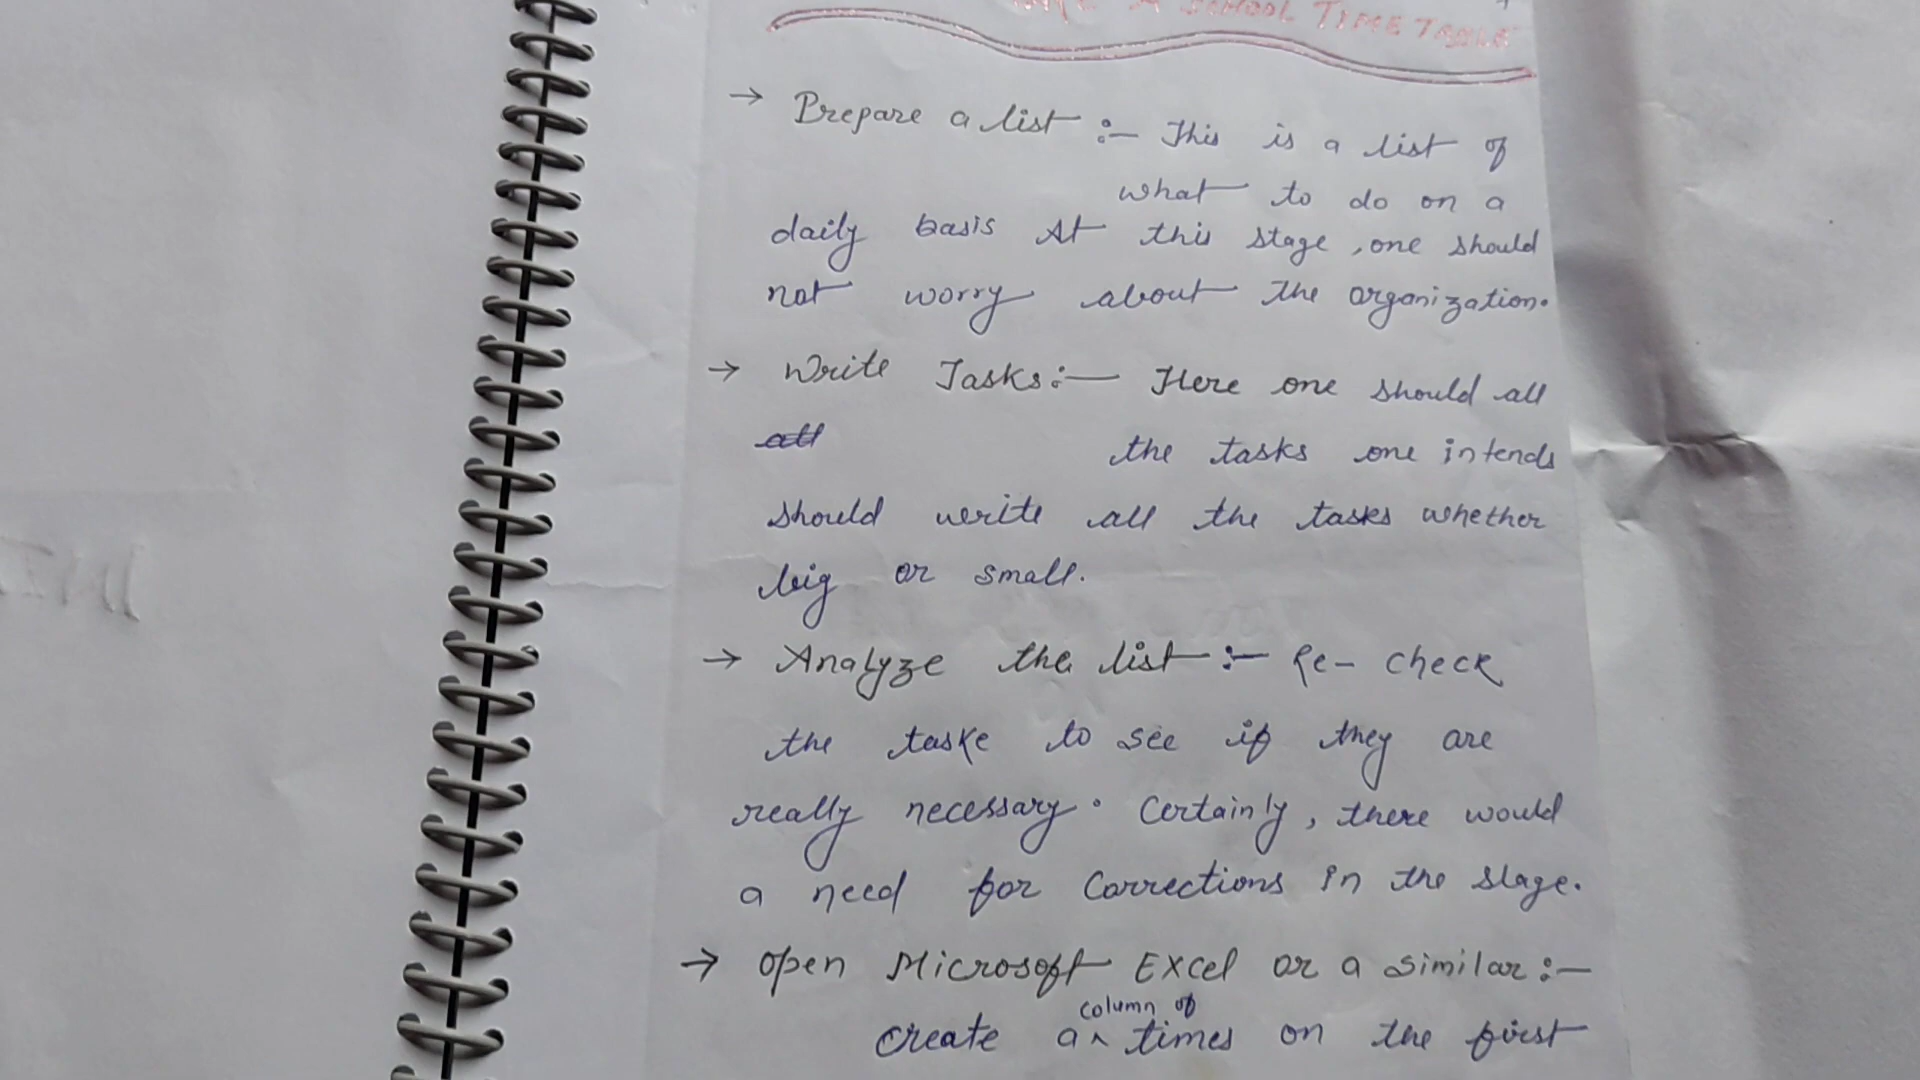 A SCHOOL TIME TABLE
→ Prepare a list :- This is a list of
what to do on a
daily basis At this stage, one should
not worry about the organization.
→ Write Tasks :- Here one should all
all the tasks one intends
should write all the tasks whether
big or small.
→ Analyze the list :- Re- check
the taske to see if they are
really necessary. Certainly, there would
a need for Corrections in the stage.
→ open Microsoft Excel or a similar :-
column of
create a ^ times on the first